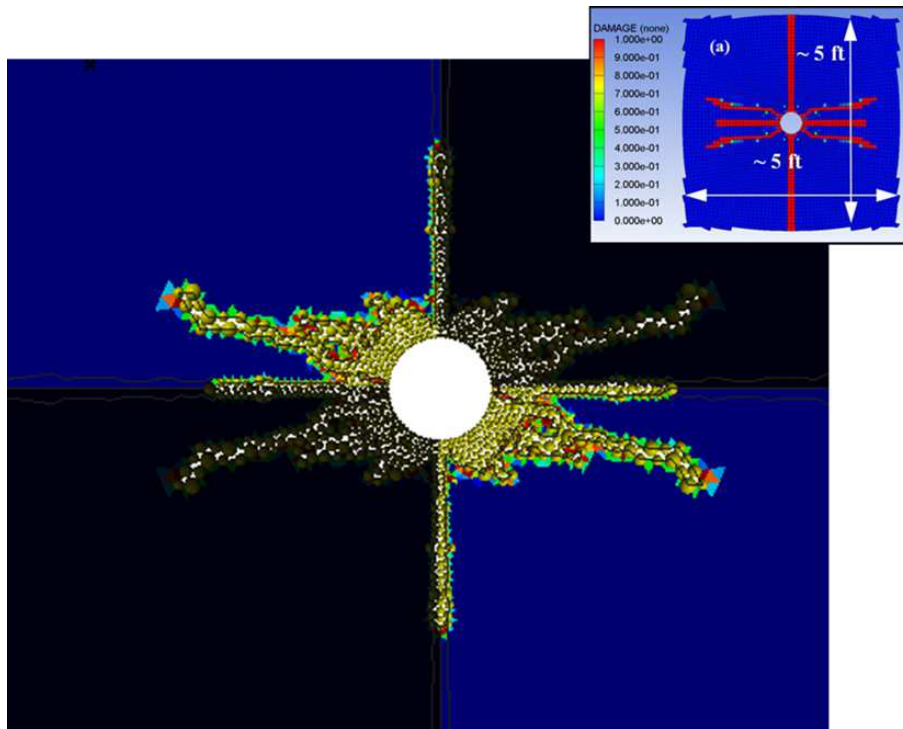 DAMAGE (none)
1.000e+00
9.000e-01
8.000e-01
7.000e-01
6.000e-01
5.000e-01
4.000e-01
3.000e-01
2.000e-01
1.000e-01
0.000e+00
(a)
~ 5 ft
~ 5 ft